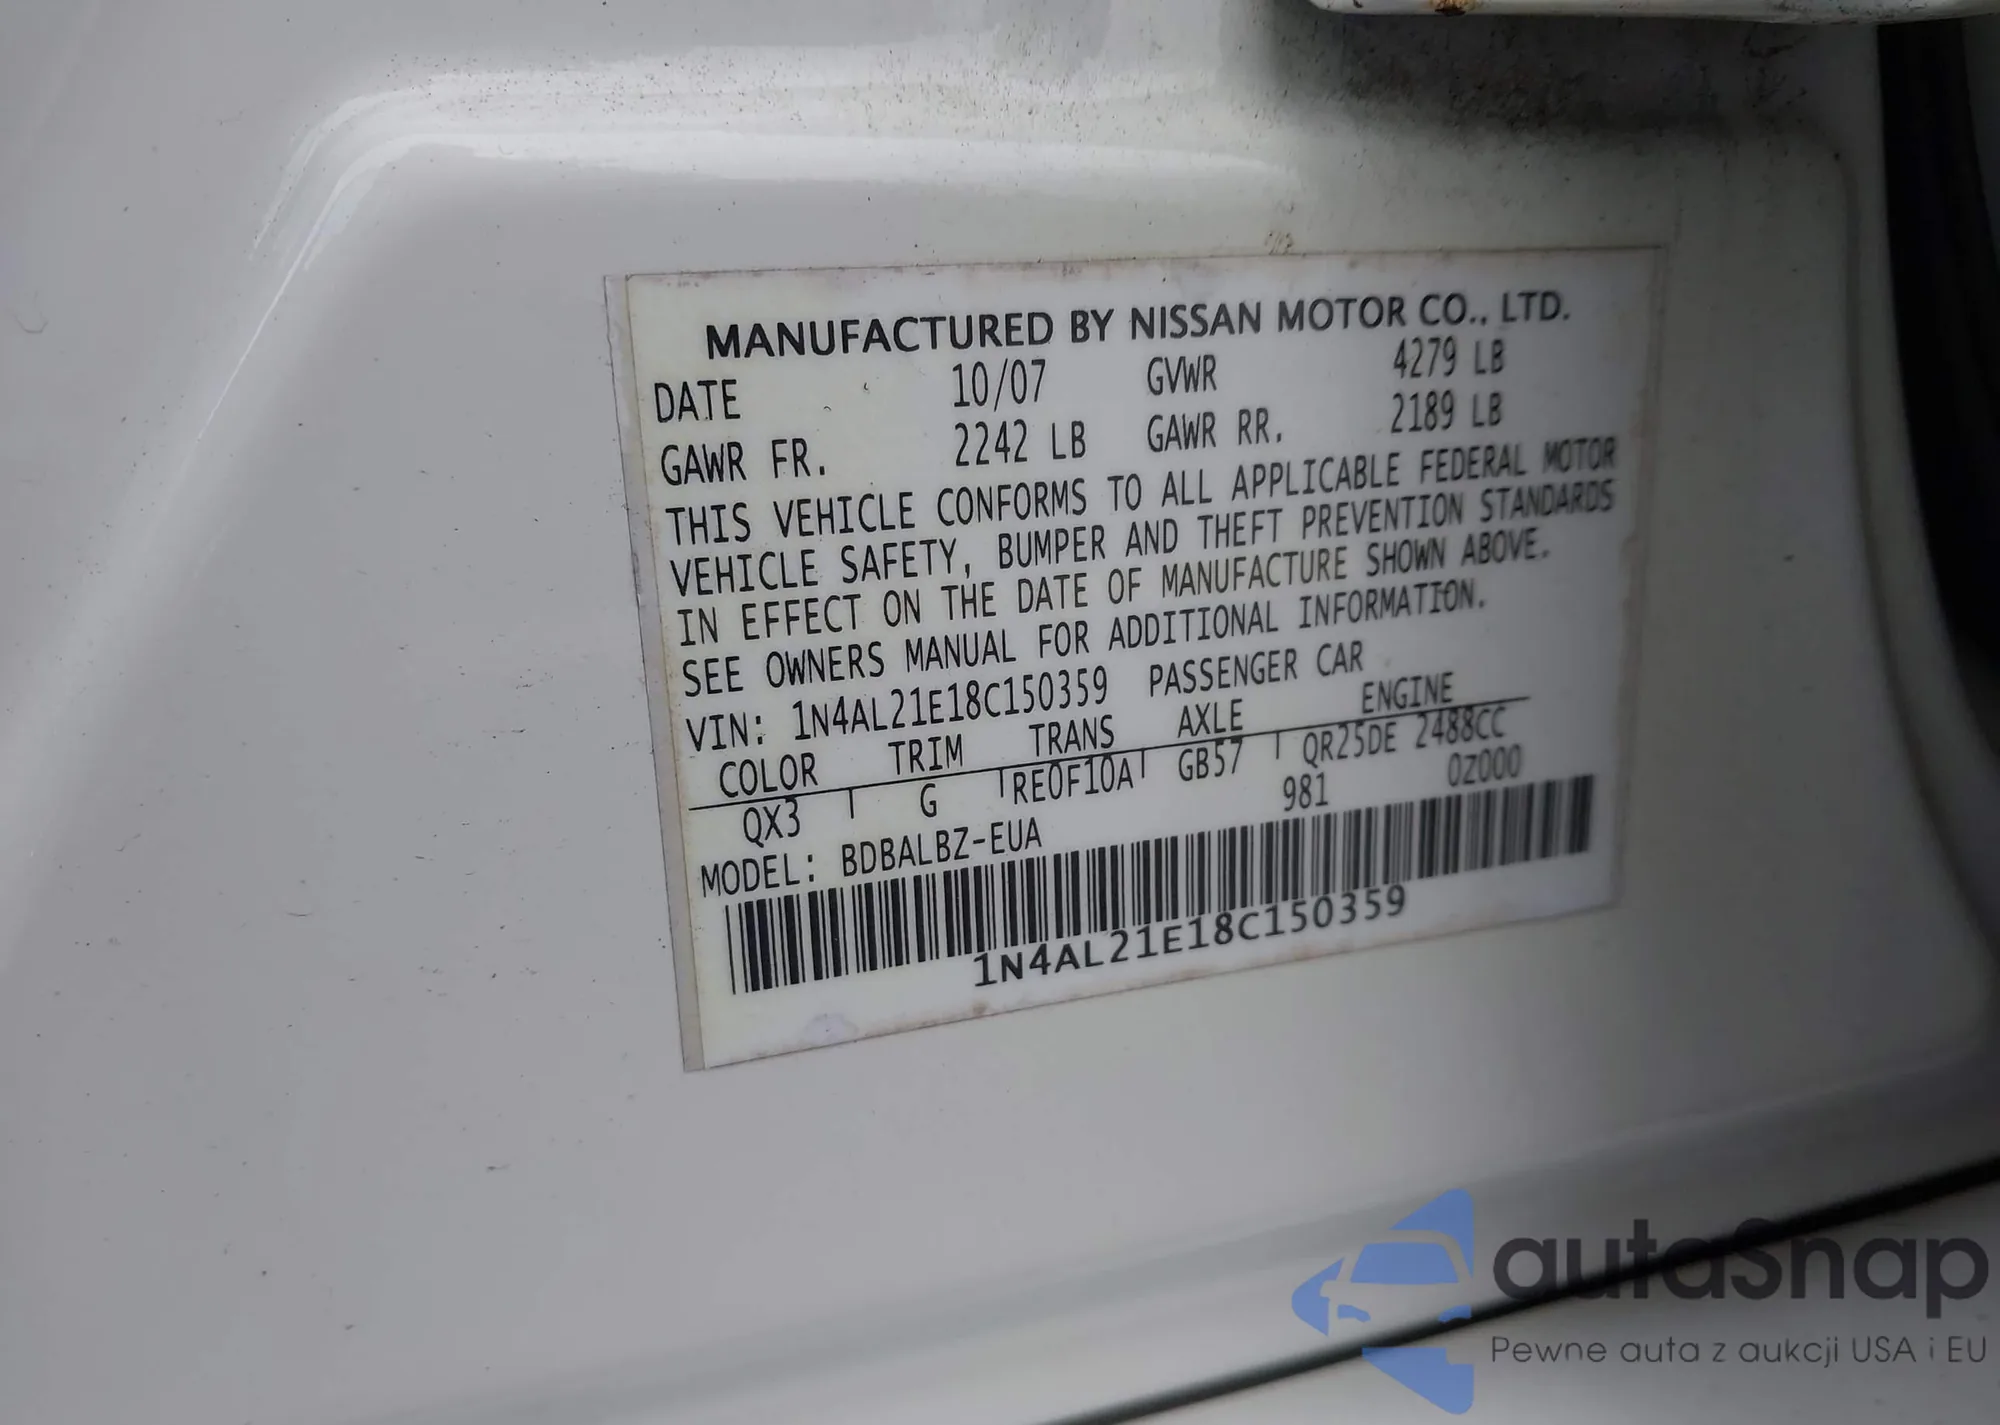 MANUFACTURED BY NISSAN MOTOR CO., LTD.
DATE 10/07 GVWR 4279 LB
GAWR FR. 2242 LB GAWR RR. 2189 LB
THIS VEHICLE CONFORMS TO ALL APPLICABLE FEDERAL MOTOR
VEHICLE SAFETY, BUMPER AND THEFT PREVENTION STANDARDS
IN EFFECT ON THE DATE OF MANUFACTURE SHOWN ABOVE.
SEE OWNERS MANUAL FOR ADDITIONAL INFORMATION.
VIN: 1N4AL21E18C150359 PASSENGER CAR
COLOR TRIM TRANS AXLE ENGINE
QX3 G RE0F10A GB57 QR25DE 2488CC
MODEL: BDBALBZ-EUA 981 0Z000
1N4AL21E18C150359
autaSnap
Pewne auta z aukcji USA i EU